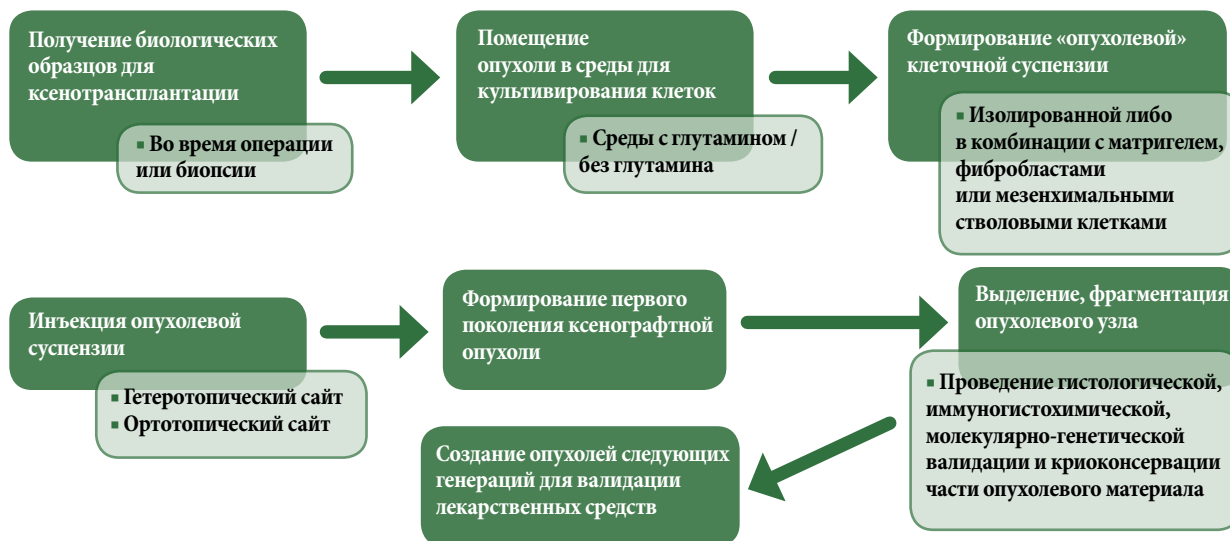 Получение биологических
образцов для
ксенотрансплантации
▪ Во время операции
или биопсии
Помещение
опухоли в среды для
культивирования клеток
▪ Среды с глутамином /
без глутамина
Формирование «опухолевой»
клеточной суспензии
▪ Изолированной либо
в комбинации с матригелем,
фибробластами
или мезенхимальными
стволовыми клетками
Инъекция опухолевой
суспензии
▪ Гетеротопический сайт
▪ Ортотопический сайт
Формирование первого
поколения ксенографтной
опухоли
Выделение, фрагментация
опухолевого узла
▪ Проведение гистологической,
иммуногистохимической,
молекулярно-генетической
валидации и криоконсервации
части опухолевого материала
Создание опухолей следующих
генераций для валидации
лекарственных средств